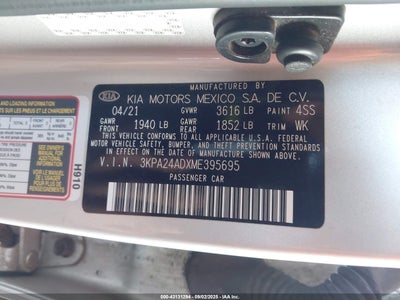 MANUFACTURED BY
KIA KIA MOTORS MEXICO S.A. DE C.V.
04/21 GVWR 3616 LB PAINT 4SS
GAWR FRONT 1940 LB GAWR REAR 1852 LB TRIM WK
THIS VEHICLE CONFORMS TO ALL APPLICABLE U.S. FEDERAL MOTOR
VEHICLE SAFETY, BUMPER, AND THEFT PREVENTION STANDARDS
IN EFFECT ON THE DATE OF MANUFACTURE SHOWN ABOVE.
V.I.N. 3KPA24ADXME395695
PASSENGER CAR
H910
000-43131284 - (09/02/2025 - IAAI)